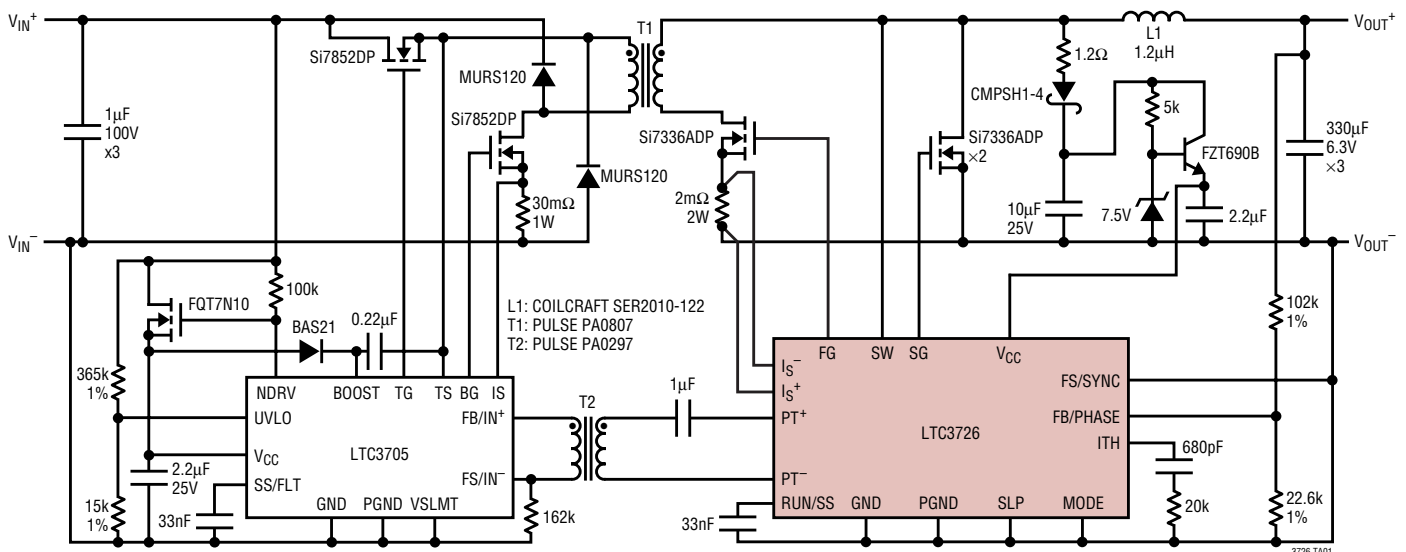 VIN+
Si7852DP
MURS120
T1
1.2Ω
L1
1.2µH
VOUT+
1µF
100V
x3
Si7852DP
30mΩ
1W
MURS120
Si7336ADP
2mΩ
2W
CMPSH1-4
Si7336ADP
×2
5k
FZT690B
330µF
6.3V
×3
10µF
25V
7.5V
2.2µF
VIN–
VOUT–
FQT7N10
100k
BAS21
0.22µF
L1: COILCRAFT SER2010-122
T1: PULSE PA0807
T2: PULSE PA0297
102k
1%
365k
1%
NDRV BOOST TG TS BG IS
UVLO
FB/IN+
LTC3705
VCC
2.2µF
25V
SS/FLT
FS/IN–
GND PGND VSLMT
15k
1%
33nF
162k
T2
1µF
FG SW SG VCC
IS–
IS+
PT+
FS/SYNC
FB/PHASE
LTC3726
ITH
PT–
RUN/SS GND PGND SLP MODE
33nF
680pF
20k
22.6k
1%
3726 TA01